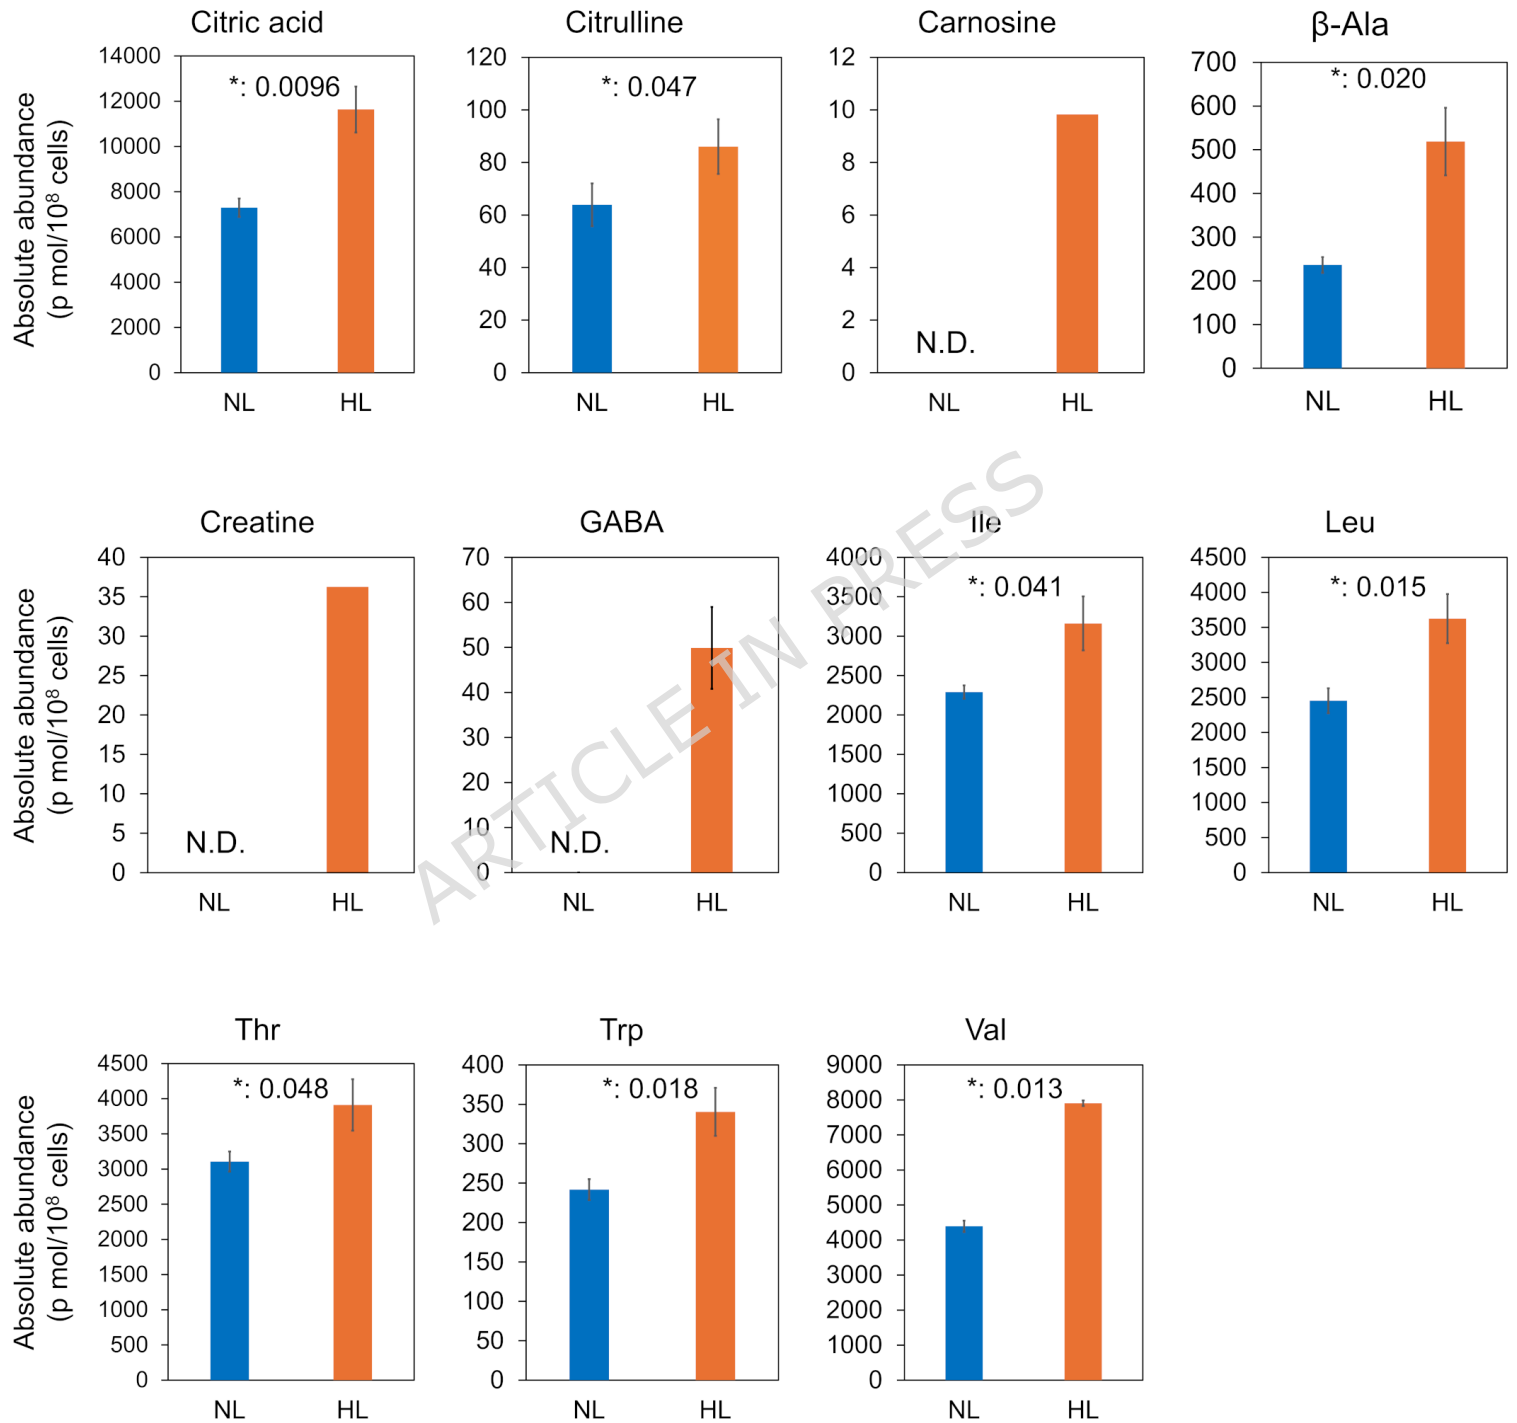 Citric acid
Citrulline
Carnosine
β-Ala
Absolute abundance
(p mol/10⁸ cells)
14000
12000
10000
8000
6000
4000
2000
0
*: 0.0096
NL
HL
120
100
80
60
40
20
0
*: 0.047
NL
HL
12
10
8
6
4
2
0
N.D.
NL
HL
700
600
500
400
300
200
100
0
*: 0.020
NL
HL
Creatine
GABA
Ile
Leu
Absolute abundance
(p mol/10⁸ cells)
40
35
30
25
20
15
10
5
0
N.D.
NL
HL
70
60
50
40
30
20
10
0
N.D.
NL
HL
4000
3500
3000
2500
2000
1500
1000
500
0
*: 0.041
NL
HL
4500
4000
3500
3000
2500
2000
1500
1000
500
0
*: 0.015
NL
HL
ARTICLE IN PRESS
Thr
Trp
Val
Absolute abundance
(p mol/10⁸ cells)
4500
4000
3500
3000
2500
2000
1500
1000
500
0
*: 0.048
NL
HL
400
350
300
250
200
150
100
50
0
*: 0.018
NL
HL
9000
8000
7000
6000
5000
4000
3000
2000
1000
0
*: 0.013
NL
HL